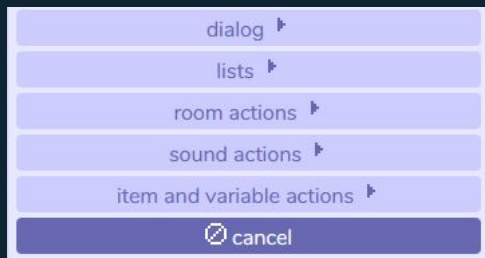 dialog
lists
room actions
sound actions
item and variable actions
cancel